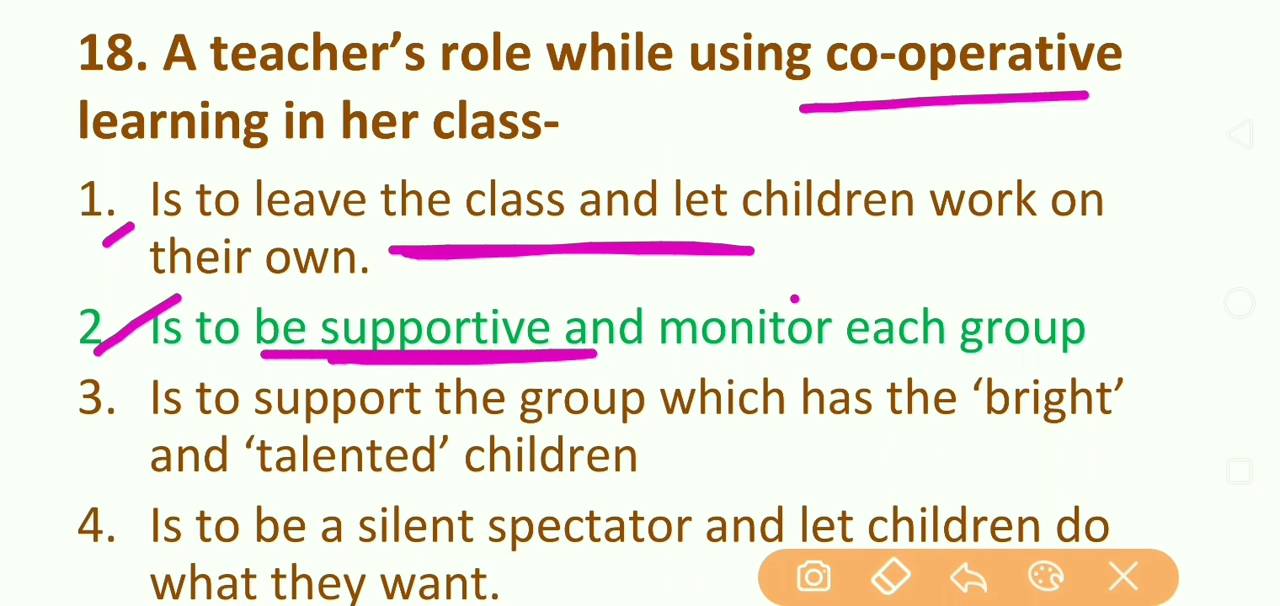 18. A teacher’s role while using co-operative
learning in her class-
1. Is to leave the class and let children work on
their own.
2 Is to be supportive and monitor each group
3. Is to support the group which has the ‘bright’
and ‘talented’ children
4. Is to be a silent spectator and let children do
what they want.